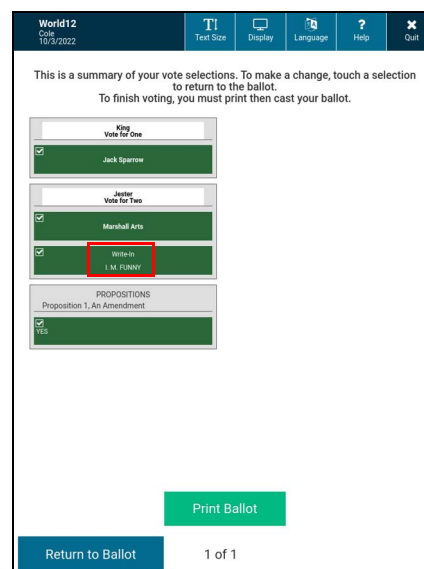 World12
Cole
10/3/2022
Text Size
Display
Language
? Help
Quit
This is a summary of your vote selections. To make a change, touch a selection
to return to the ballot.
To finish voting, you must print then cast your ballot.
King
Vote for One
Jack Sparrow
Jester
Vote for Two
Marshall Arts
Write-in
I. M. FUNNY
PROPOSITIONS
Proposition 1, An Amendment
YES
Print Ballot
Return to Ballot
1 of 1